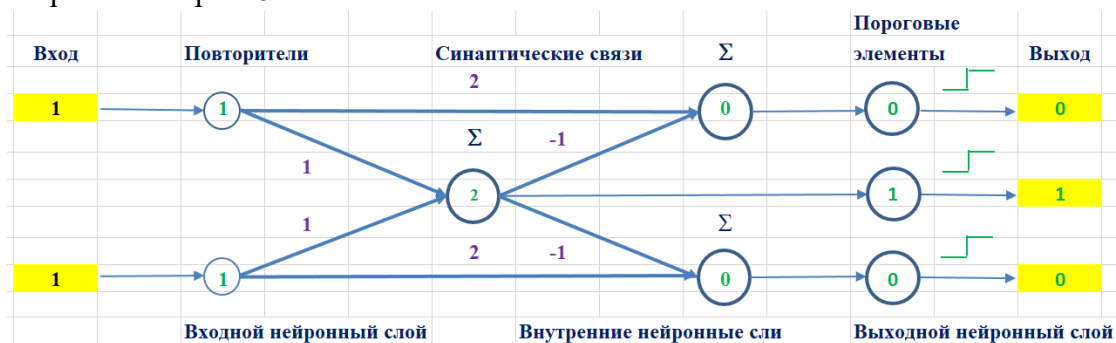 Пороговые
Вход Повторители Синаптические связи Σ элементы Выход
2
1 1 0 0 0
Σ -1
1
2 1 1
1 Σ
2 -1
1 1 0 0 0
Входной нейронный слой Внутренние нейронные сли Выходной нейронный слой